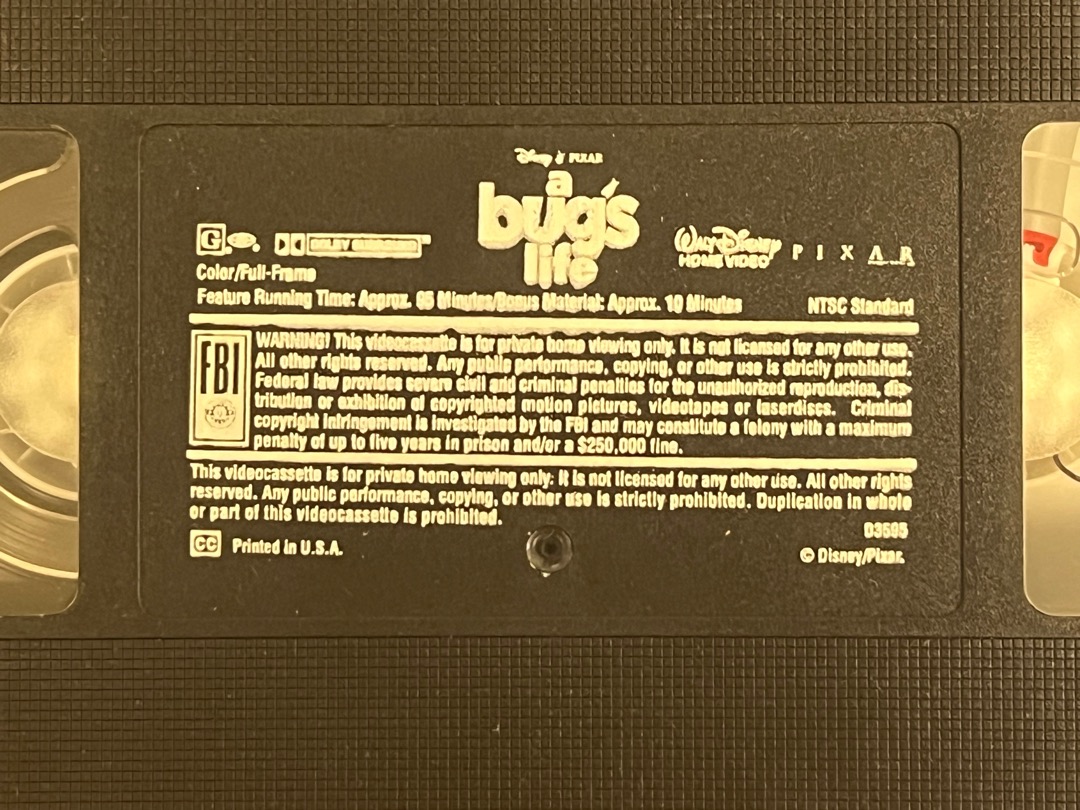 Disney PIXAR
a
bug's
life
G DOLBY SURROUND
WALT DISNEY PIXAR
HOME VIDEO
Color/Full-Frame
Feature Running Time: Approx. 95 Minutes/Bonus Material: Approx. 10 Minutes NTSC Standard
FBI
WARNING! This videocassette is for private home viewing only. It is not licensed for any other use.
All other rights reserved. Any public performance, copying, or other use is strictly prohibited.
Federal law provides severe civil and criminal penalties for the unauthorized reproduction, dis-
tribution or exhibition of copyrighted motion pictures, videotapes or laserdiscs. Criminal
copyright infringement is investigated by the FBI and may constitute a felony with a maximum
penalty of up to five years in prison and/or a $250,000 fine.
This videocassette is for private home viewing only: It is not licensed for any other use. All other rights
reserved. Any public performance, copying, or other use is strictly prohibited. Duplication in whole
or part of this videocassette is prohibited.
D3595
CC Printed in U.S.A. © Disney/Pixar.